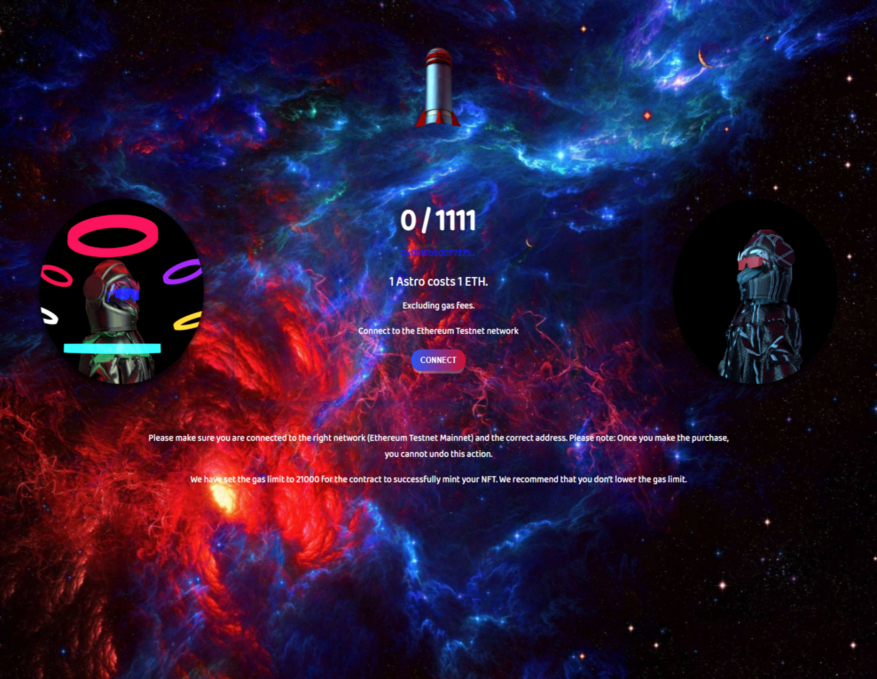 0 / 1111
1 Astro costs 1 ETH.
Excluding gas fees.
Connect to the Ethereum Testnet network
CONNECT
Please make sure you are connected to the right network (Ethereum Testnet Mainnet) and the correct address. Please note: Once you make the purchase,
you cannot undo this action.
We have set the gas limit to 21000 for the contract to successfully mint your NFT. We recommend that you don't lower the gas limit.